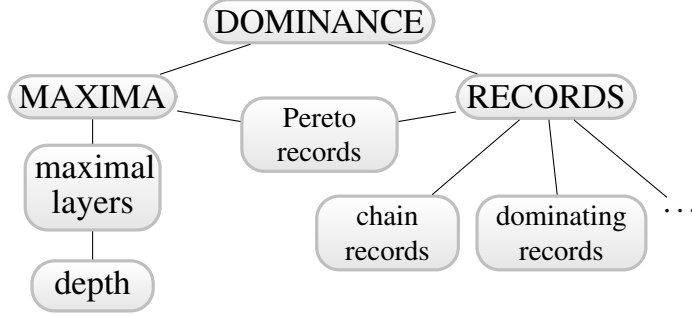 DOMINANCE
MAXIMA
RECORDS
Pereto
records
maximal
layers
chain
records
dominating
records
...
depth